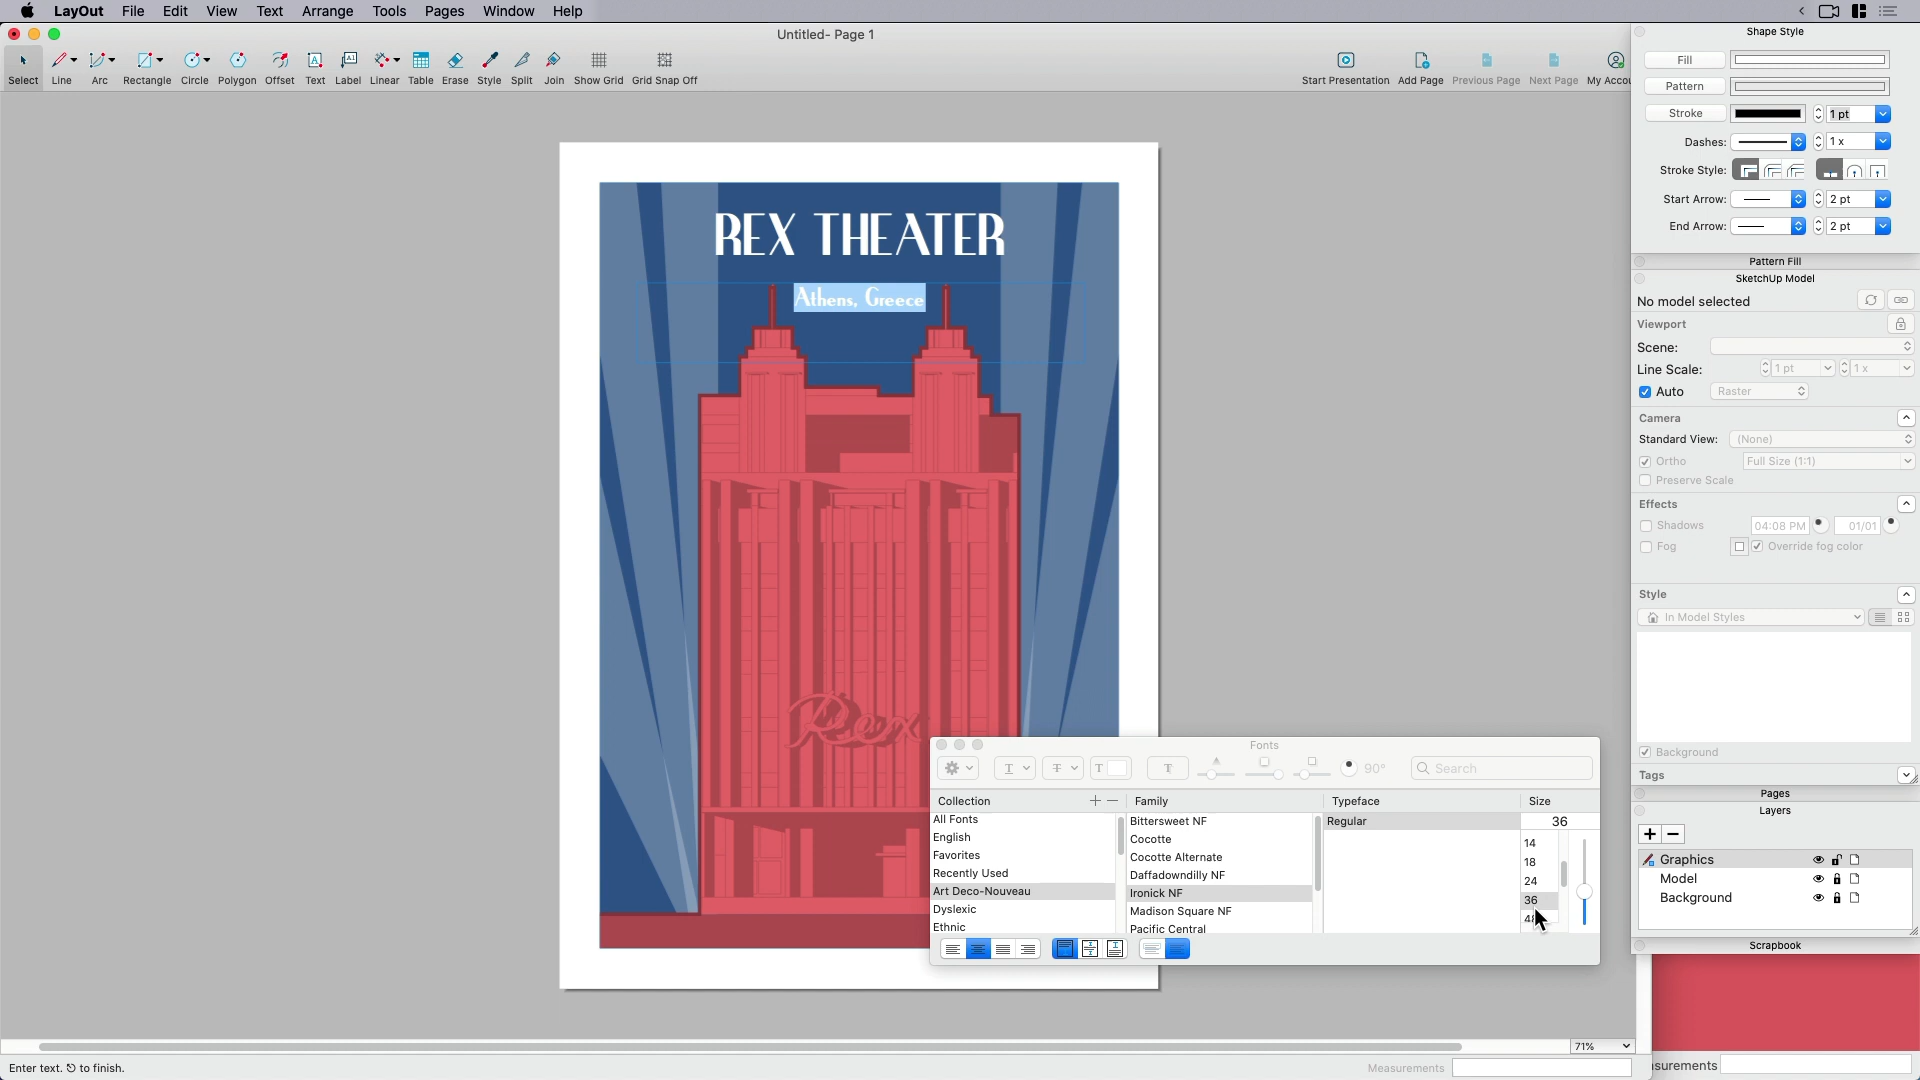 LayOut File Edit View Text Arrange Tools Pages Window Help
Untitled- Page 1
Select Line Arc Rectangle Circle Polygon Offset Text Label Linear Table Erase Style Split Join Show Grid Grid Snap Off
Start Presentation Add Page Previous Page Next Page My Accou
REX THEATER
Athens, Greece
Rex
Shape Style
Fill
Pattern
Stroke 1 pt
Dashes: 1 x
Stroke Style:
Start Arrow: 2 pt
End Arrow: 2 pt
Pattern Fill
SketchUp Model
No model selected
Viewport
Scene:
Line Scale: 1 pt 1 x
Auto Raster
Camera
Standard View: (None)
Ortho Full Size (1:1)
Preserve Scale
Effects
Shadows 04:08 PM 01/01
Fog Override fog color
Style
In Model Styles
Background
Tags
Pages
Layers
Graphics
Model
Background
Scrapbook
Fonts
90° Search
Collection Family Typeface Size
All Fonts Bittersweet NF Regular 36
English Cocotte 14
Favorites Cocotte Alternate 18
Recently Used Daffadowndilly NF 24
Art Deco-Nouveau Ironick NF 36
Dyslexic Madison Square NF
Ethnic Pacific Central
71%
Enter text. to finish.
Measurements
surements